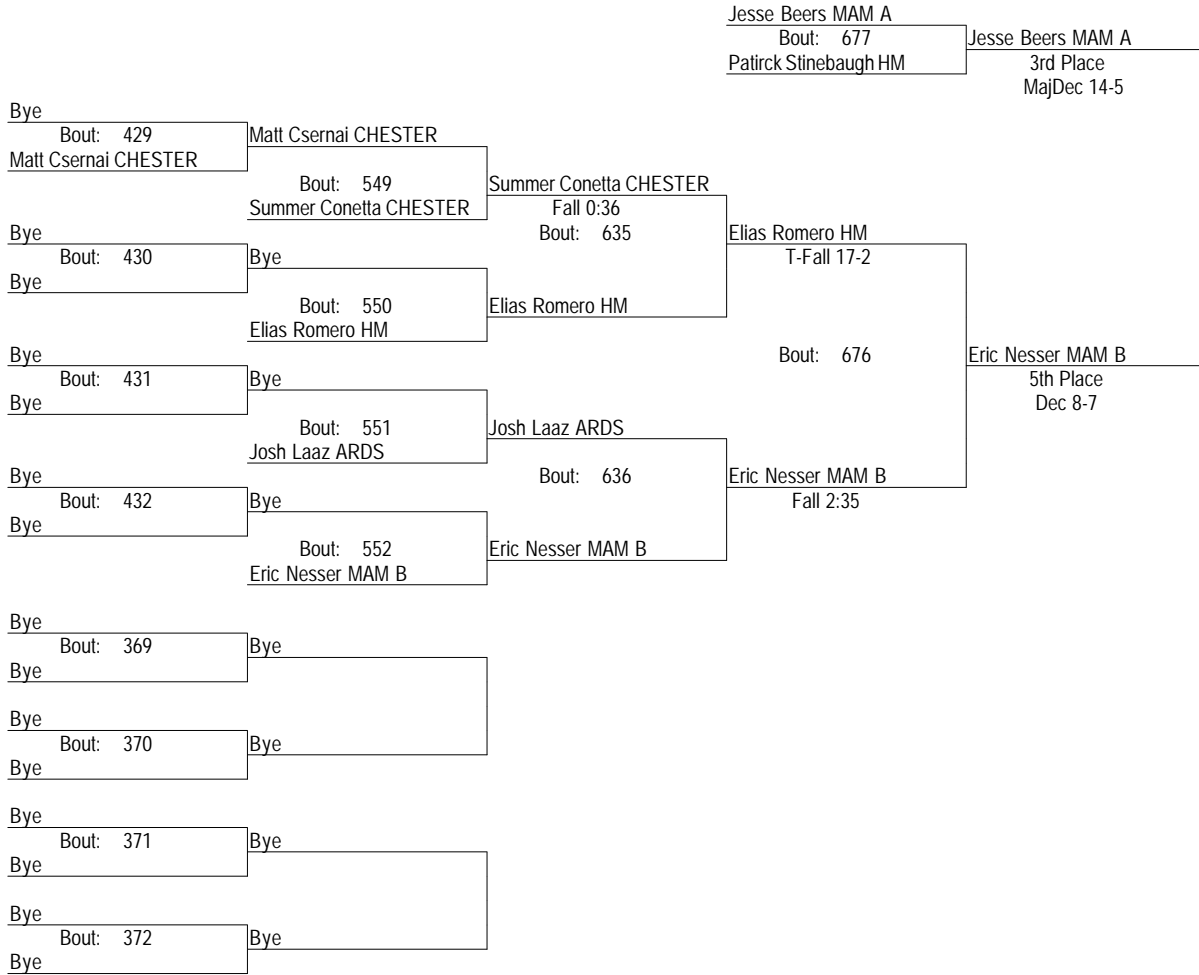 Jesse Beers MAM A
Bout: 677
Jesse Beers MAM A
Patirck Stinebaugh HM
3rd Place
MajDec 14-5
Bye
Bout: 429
Matt Csernai CHESTER
Matt Csernai CHESTER
Bout: 549
Summer Conetta CHESTER
Summer Conetta CHESTER
Fall 0:36
Bye
Bout: 635
Elias Romero HM
Bout: 430
Bye
T-Fall 17-2
Bye
Bout: 550
Elias Romero HM
Elias Romero HM
Bye
Bout: 676
Eric Nesser MAM B
Bout: 431
Bye
5th Place
Bye
Dec 8-7
Bout: 551
Josh Laaz ARDS
Josh Laaz ARDS
Bye
Bout: 636
Eric Nesser MAM B
Bout: 432
Bye
Fall 2:35
Bye
Bout: 552
Eric Nesser MAM B
Eric Nesser MAM B
Bye
Bout: 369
Bye
Bye
Bye
Bout: 370
Bye
Bye
Bye
Bout: 371
Bye
Bye
Bye
Bout: 372
Bye
Bye